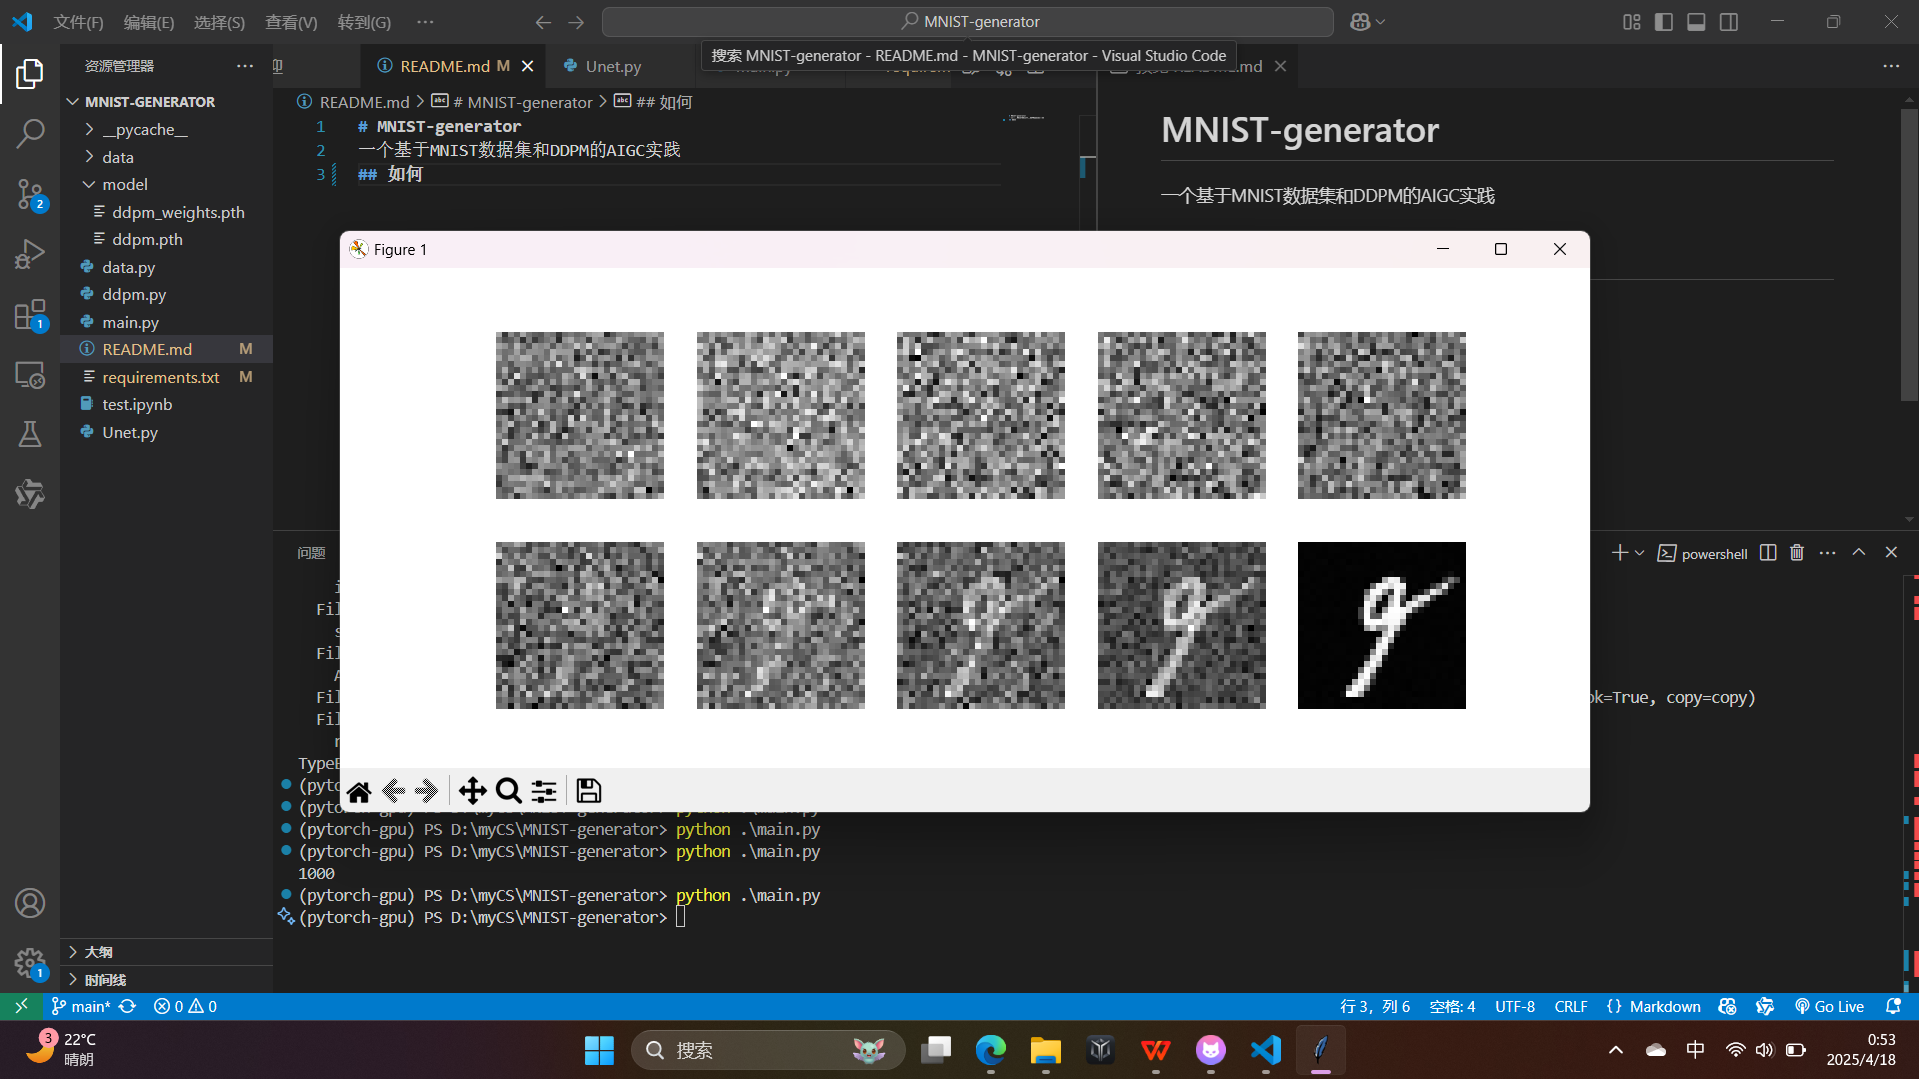 文件(F) 编辑(E) 选择(S) 查看(V) 转到(G) ···
MNIST-generator
搜索 MNIST-generator - README.md - MNIST-generator - Visual Studio Code
资源管理器
迎
README.md M
Unet.py
MNIST-GENERATOR
__pycache__
data
model
ddpm_weights.pth
ddpm.pth
data.py
ddpm.py
main.py
README.md M
requirements.txt M
test.ipynb
Unet.py
大纲
时间线
README.md > # MNIST-generator > ## 如何
1 # MNIST-generator
2 一个基于MNIST数据集和DDPM的AIGC实践
3 ## 如何
MNIST-generator
一个基于MNIST数据集和DDPM的AIGC实践
Figure 1
问题
powershell
Fil
Fil
Fil
Fil
ok=True, copy=copy)
TypeE
(pyto
(pyto
(pytorch-gpu) PS D:\myCS\MNIST-generator> python .\main.py
(pytorch-gpu) PS D:\myCS\MNIST-generator> python .\main.py
1000
(pytorch-gpu) PS D:\myCS\MNIST-generator> python .\main.py
(pytorch-gpu) PS D:\myCS\MNIST-generator>
main* 0 0
行 3，列 6 空格: 4 UTF-8 CRLF {} Markdown Go Live
3
22°C
晴朗
搜索
中
0:53
2025/4/18
2
1
1